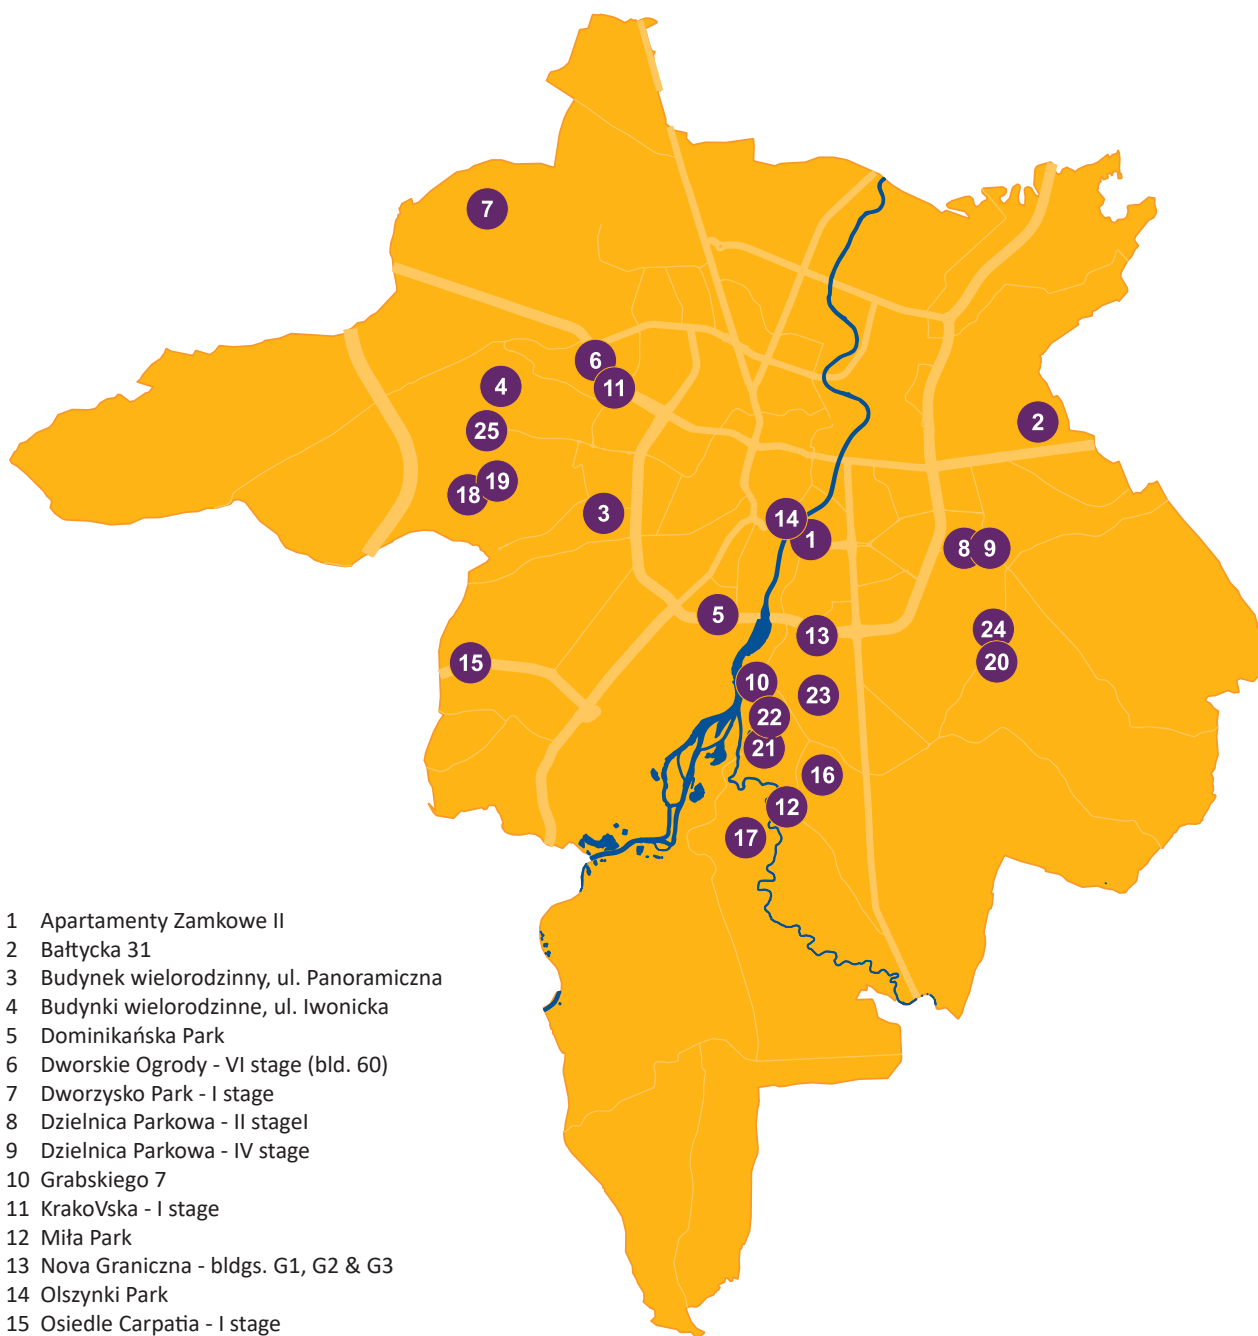 7
6
4
11
2
25
19
18
3
14
1
8
9
5
13
24
15
20
10
23
22
21
16
12
17
1 Apartamenty Zamkowe II
2 Bałtycka 31
3 Budynek wielorodzinny, ul. Panoramiczna
4 Budynki wielorodzinne, ul. Iwonicka
5 Dominikańska Park
6 Dworskie Ogrody - VI stage (bld. 60)
7 Dworzysko Park - I stage
8 Dzielnica Parkowa - II stageI
9 Dzielnica Parkowa - IV stage
10 Grabskiego 7
11 KrakoVska - I stage
12 Miła Park
13 Nova Graniczna - bldgs. G1, G2 & G3
14 Olszynki Park
15 Osiedle Carpatia - I stage